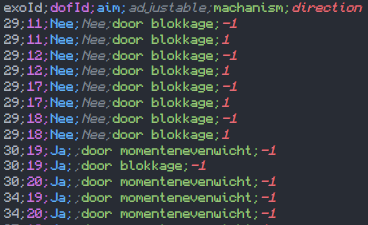 exoId;dofId;aim;adjustable;machanism;direction
29;11;Nee;Nee;door blokkage;-1
29;11;Nee;Nee;door blokkage;1
29;12;Nee;Nee;door blokkage;-1
29;12;Nee;Nee;door blokkage;1
29;17;Nee;Nee;door blokkage;-1
29;17;Nee;Nee;door blokkage;1
29;18;Nee;Nee;door blokkage;-1
29;18;Nee;Nee;door blokkage;1
30;19;Ja;;door momentenevenwicht;-1
30;19;Ja;;door blokkage;-1
30;20;Ja;;door momentenevenwicht;-1
34;19;Ja;;door momentenevenwicht;-1
34;20;Ja;;door momentenevenwicht;-1